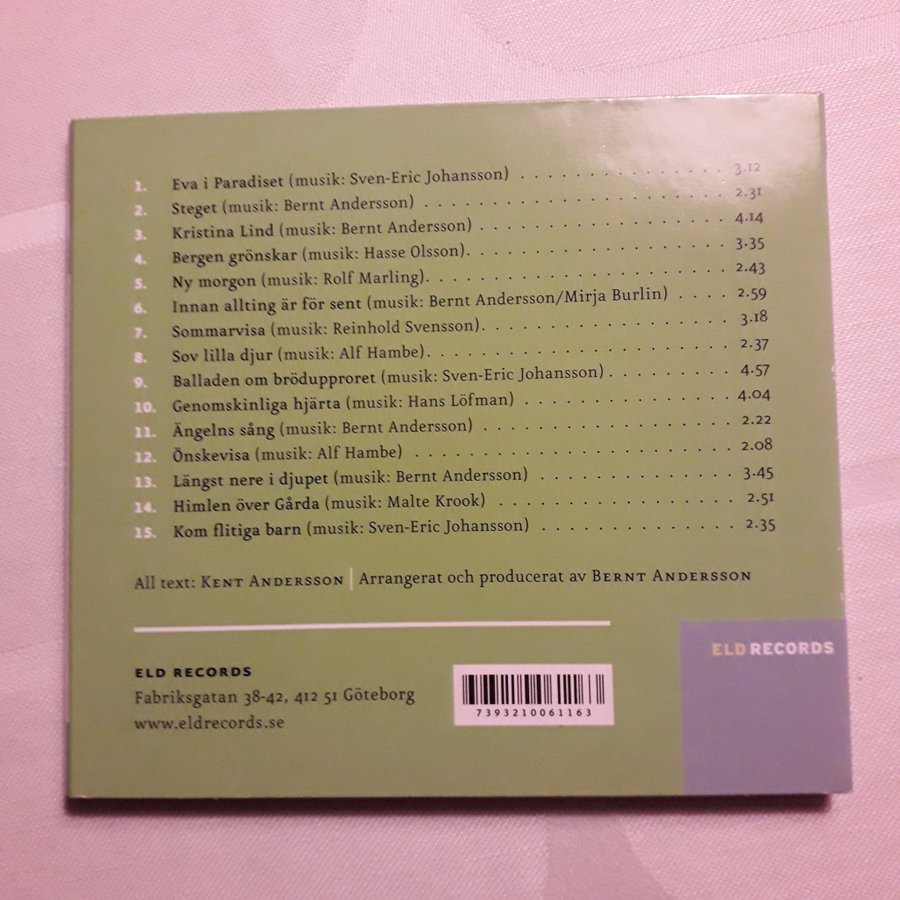 1. Eva i Paradiset (musik: Sven-Eric Johansson) . . . . . . . . . . . . . . . 3.12
2. Steget (musik: Bernt Andersson) . . . . . . . . . . . . . . . . . . . . . 2.31
3. Kristina Lind (musik: Bernt Andersson) . . . . . . . . . . . . . . . . . 4.14
4. Bergen grönskar (musik: Hasse Olsson). . . . . . . . . . . . . . . . . . 3.35
5. Ny morgon (musik: Rolf Marling). . . . . . . . . . . . . . . . . . . . . 2.43
6. Innan allting är för sent (musik: Bernt Andersson/Mirja Burlin) . . . . 2.59
7. Sommarvisa (musik: Reinhold Svensson). . . . . . . . . . . . . . . . . . 3.18
8. Sov lilla djur (musik: Alf Hambe). . . . . . . . . . . . . . . . . . . . . 2.37
9. Balladen om brödupproret (musik: Sven-Eric Johansson) . . . . . . . . . 4.57
10. Genomskinliga hjärta (musik: Hans Löfman) . . . . . . . . . . . . . . . 4.04
11. Ängelns sång (musik: Bernt Andersson) . . . . . . . . . . . . . . . . . 2.22
12. Önskevisa (musik: Alf Hambe) . . . . . . . . . . . . . . . . . . . . . . 2.08
13. Längst nere i djupet (musik: Bernt Andersson) . . . . . . . . . . . . . 3.45
14. Himlen över Gårda (musik: Malte Krook) . . . . . . . . . . . . . . . . . 2.51
15. Kom flitiga barn (musik: Sven-Eric Johansson) . . . . . . . . . . . . . 2.35
All text: Kent Andersson | Arrangerat och producerat av Bernt Andersson
ELD RECORDS
ELD RECORDS
Fabriksgatan 38-42, 412 51 Göteborg
www.eldrecords.se
7393210061163